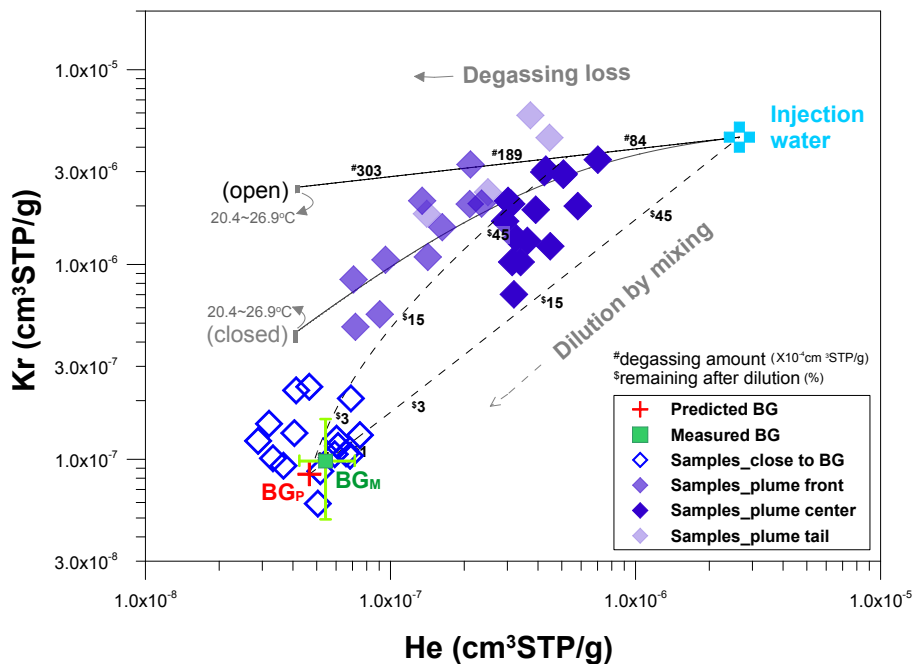 1.0x10⁻⁵
Degassing loss
Injection
water
#84
#189
#303
3.0x10⁻⁶
(open)
20.4~26.9°C
$45
$45
1.0x10⁻⁶
Kr (cm³STP/g)
20.4~26.9°C
(closed)
$15
$15
Dilution by mixing
3.0x10⁻⁷
#degassing amount (X10⁻⁴cm ³STP/g)
$remaining after dilution (%)
$3
$3
Predicted BG
Measured BG
Samples_close to BG
Samples_plume front
Samples_plume center
Samples_plume tail
1.0x10⁻⁷
BGP
BGM
3.0x10⁻⁸
1.0x10⁻⁸
1.0x10⁻⁷
1.0x10⁻⁶
1.0x10⁻⁵
He (cm³STP/g)